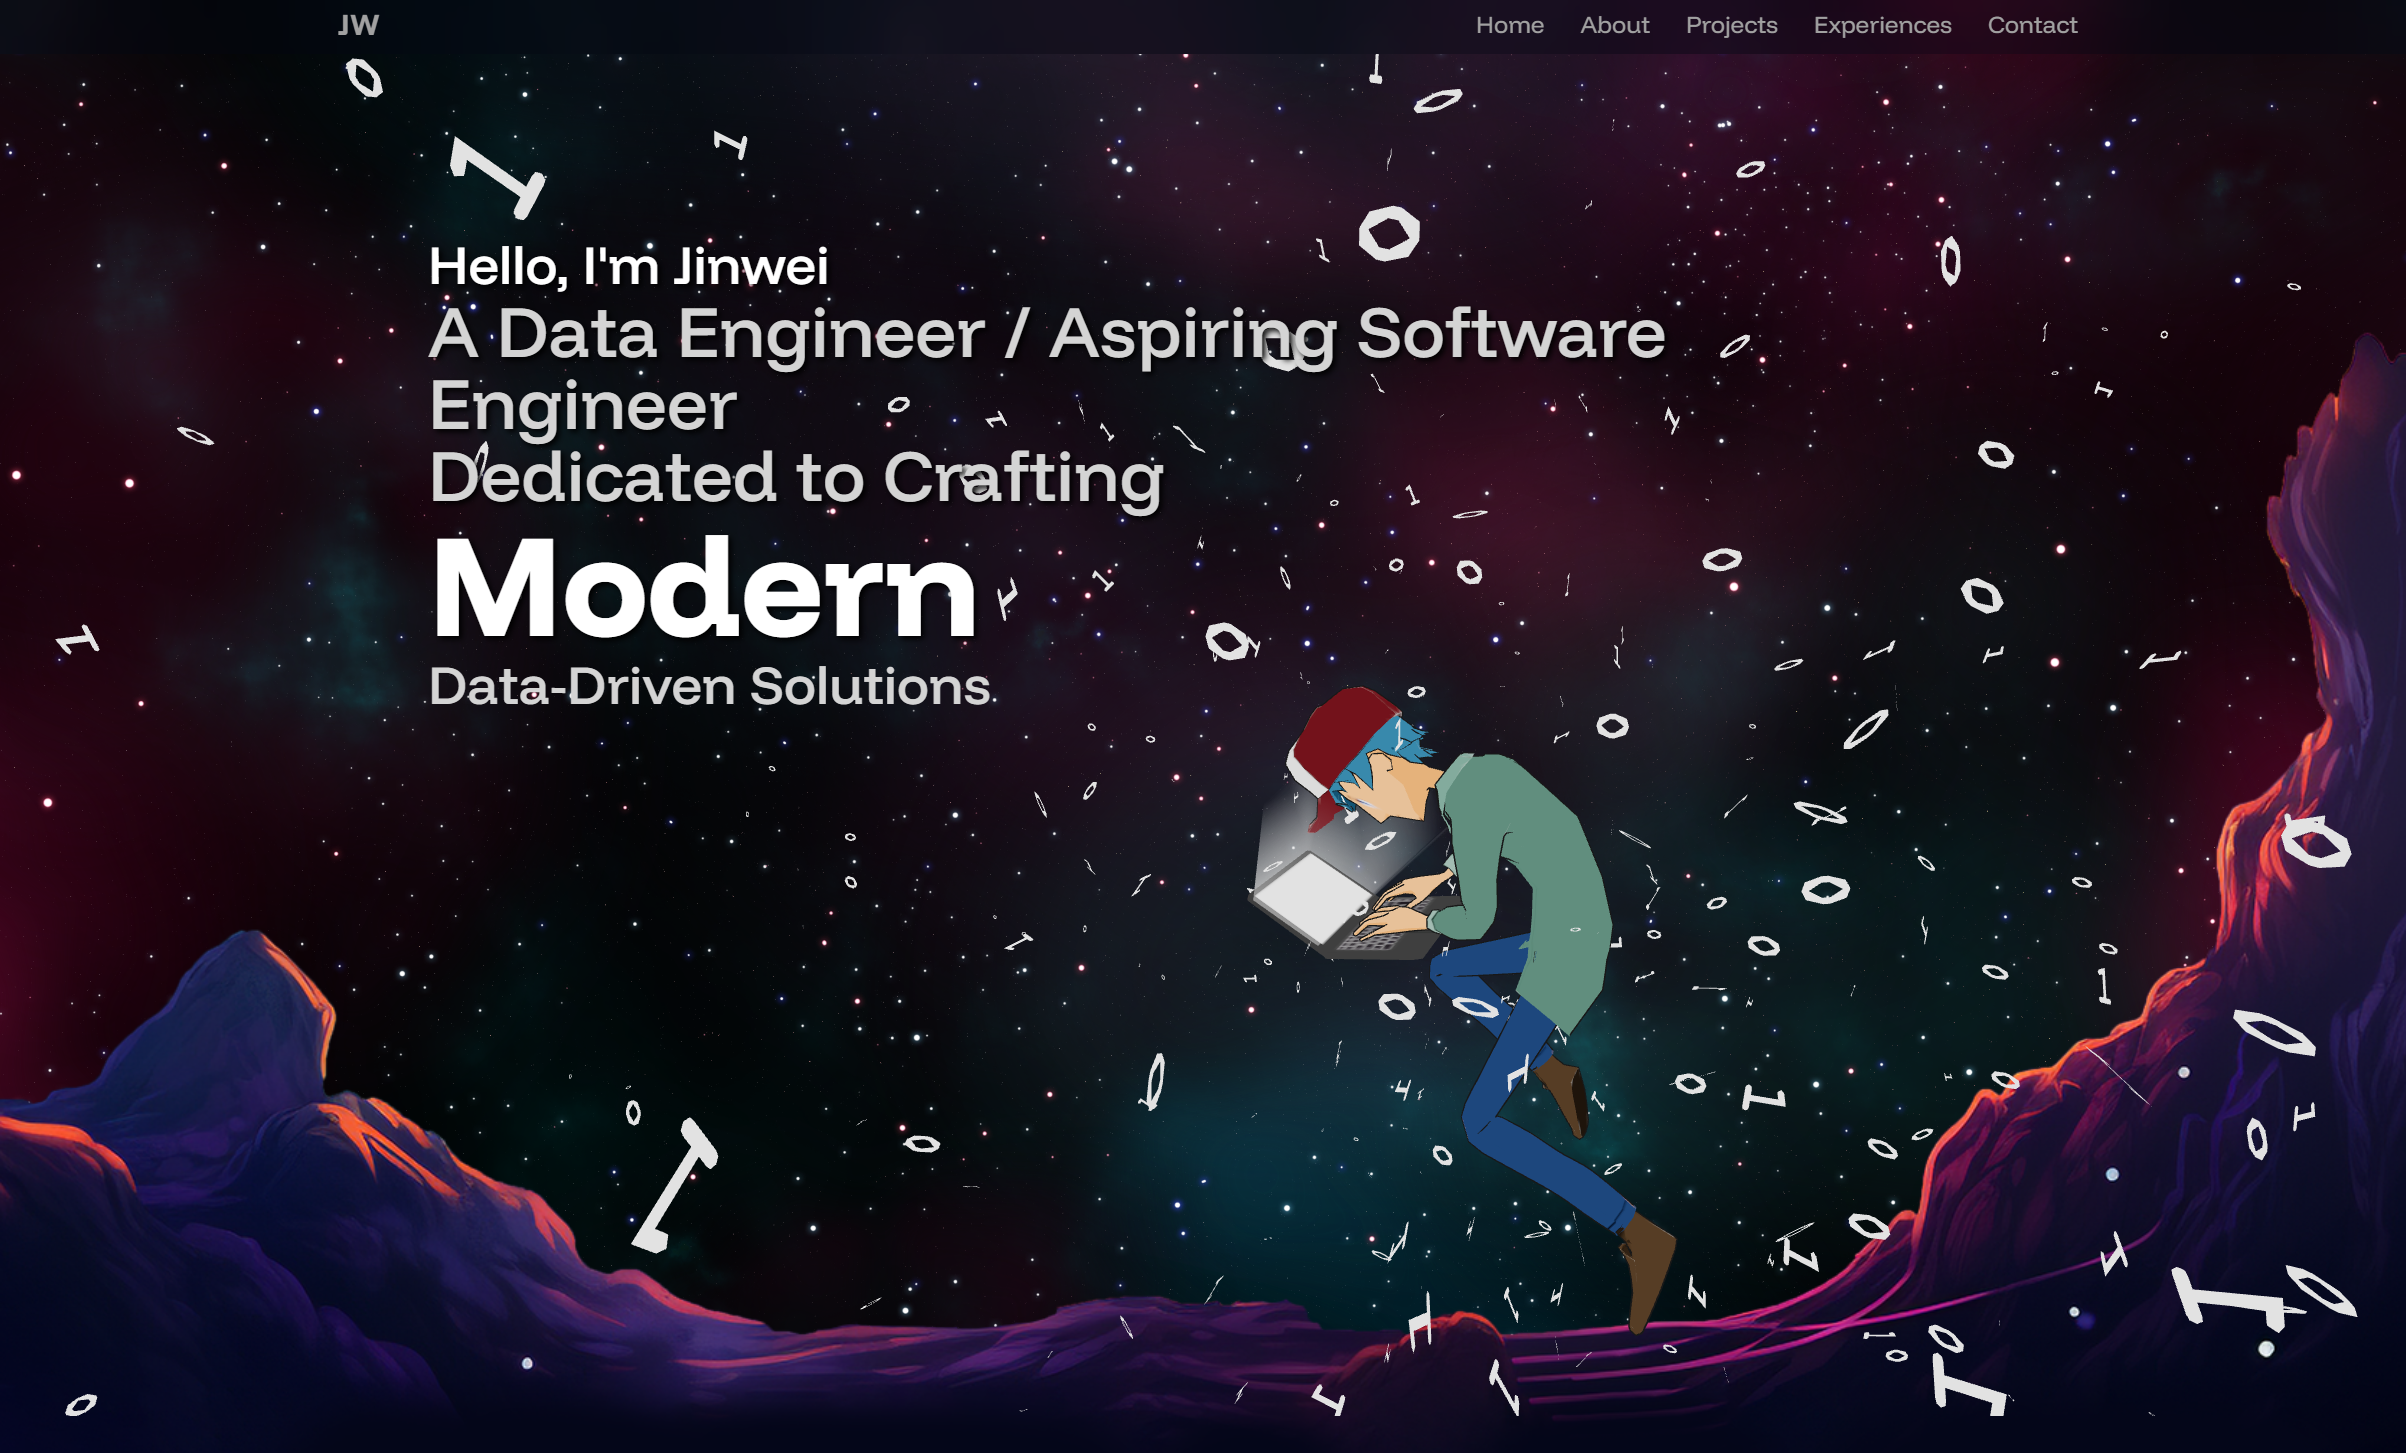 JW
Home About Projects Experiences Contact
Hello, I'm Jinwei
A Data Engineer / Aspiring Software
Engineer
Dedicated to Crafting
Modern
Data-Driven Solutions.